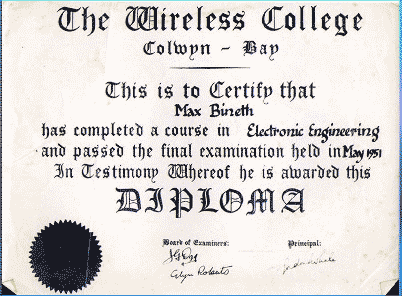 The Wireless College
Colwyn - Bay
This is to Certify that
Max Bineth
has completed a course in Electronic Engineering
and passed the final examination held in May 1951
In Testimony Whereof he is awarded this
DIPLOMA
Board of Examiners: Principal:
Glyn Roberts